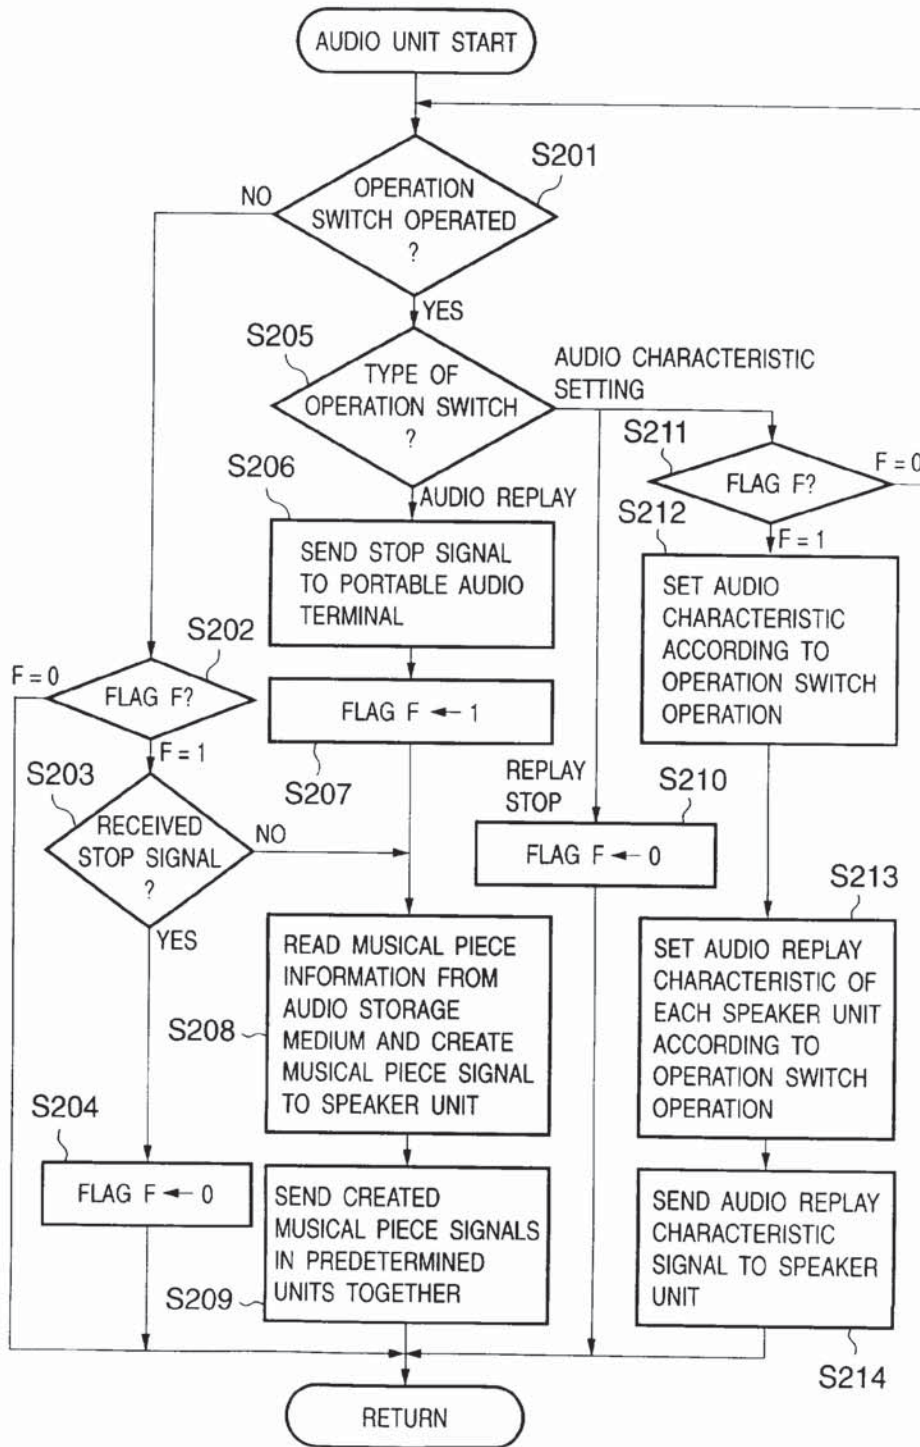 AUDIO UNIT START
S201
NO
OPERATION
SWITCH OPERATED
?
YES
S205
TYPE OF
OPERATION SWITCH
?
AUDIO CHARACTERISTIC
SETTING
S211
FLAG F?
F=0
S206
AUDIO REPLAY
S212
F=1
SEND STOP SIGNAL
TO PORTABLE AUDIO
TERMINAL
SET AUDIO
CHARACTERISTIC
ACCORDING TO
OPERATION SWITCH
OPERATION
S202
F=0
FLAG F?
F=1
FLAG F ← 1
S207
S203
RECEIVED
STOP SIGNAL
?
NO
YES
REPLAY
STOP
S210
FLAG F ← 0
S213
READ MUSICAL PIECE
INFORMATION FROM
AUDIO STORAGE
MEDIUM AND CREATE
MUSICAL PIECE SIGNAL
TO SPEAKER UNIT
S208
SET AUDIO REPLAY
CHARACTERISTIC OF
EACH SPEAKER UNIT
ACCORDING TO
OPERATION SWITCH
OPERATION
S204
FLAG F ← 0
SEND CREATED
MUSICAL PIECE SIGNALS
IN PREDETERMINED
UNITS TOGETHER
S209
SEND AUDIO REPLAY
CHARACTERISTIC
SIGNAL TO SPEAKER
UNIT
S214
RETURN